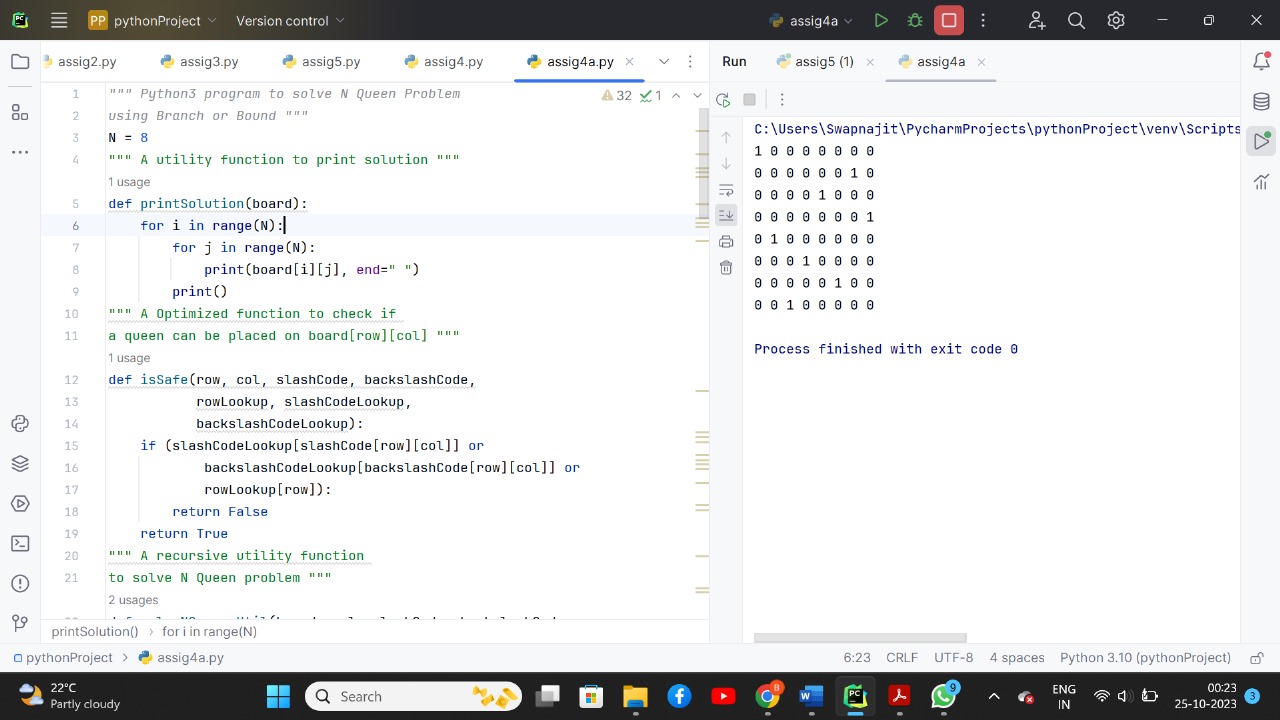 PP pythonProject Version control assig4a
assig2.py assig3.py assig5.py assig4.py assig4a.py
Run assig5 (1) assig4a
32 1
1 """ Python3 program to solve N Queen Problem
2 using Branch or Bound """
3 N = 8
4 """ A utility function to print solution """
1 usage
5 def printSolution(board):
6 for i in range(N):
7 for j in range(N):
8 print(board[i][j], end=" ")
9 print()
10 """ A Optimized function to check if
11 a queen can be placed on board[row][col] """
1 usage
12 def isSafe(row, col, slashCode, backslashCode,
13 rowLookup, slashCodeLookup,
14 backslashCodeLookup):
15 if (slashCodeLookup[slashCode[row][col]] or
16 backslashCodeLookup[backslashCode[row][col]] or
17 rowLookup[row]):
18 return False
19 return True
20 """ A recursive utility function
21 to solve N Queen problem """
2 usages
C:\Users\Swapnajit\PycharmProjects\pythonProject\venv\Scripts
1 0 0 0 0 0 0 0
0 0 0 0 0 0 1 0
0 0 0 0 1 0 0 0
0 0 0 0 0 0 0 1
0 1 0 0 0 0 0 0
0 0 0 1 0 0 0 0
0 0 0 0 0 1 0 0
0 0 1 0 0 0 0 0
Process finished with exit code 0
printSolution() › for i in range(N)
pythonProject › assig4a.py
6:23 CRLF UTF-8 4 spaces Python 3.10 (pythonProject)
22°C
Partly cloudy
Search
8
9
ENG
IN
00:23
25-10-2023
3